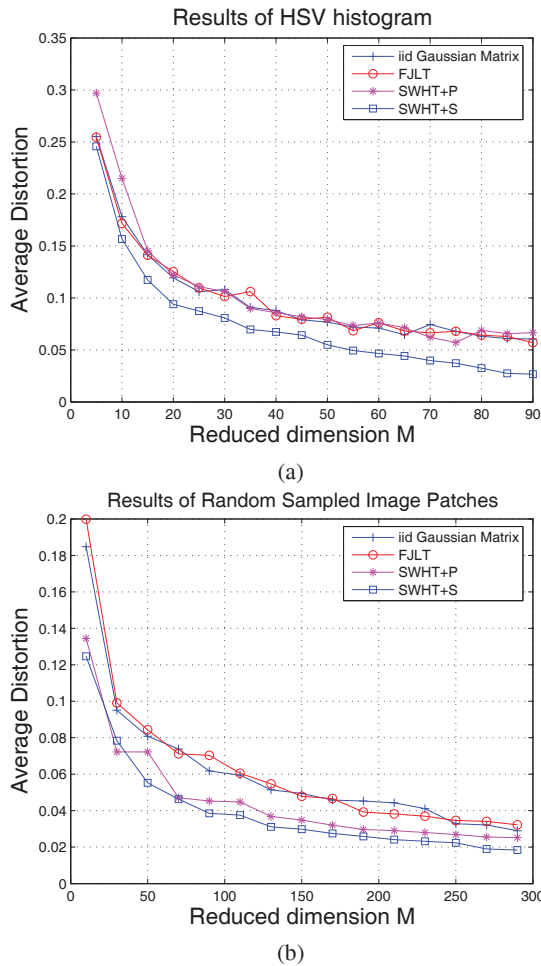 Results of HSV histogram
0.35
0.3
0.25
0.2
0.15
0.1
0.05
0
Average Distortion
iid Gaussian Matrix
FJLT
SWHT+P
SWHT+S
0 10 20 30 40 50 60 70 80 90
Reduced dimension M
(a)
Results of Random Sampled Image Patches
0.2
0.18
0.16
0.14
0.12
0.1
0.08
0.06
0.04
0.02
0
Average Distortion
iid Gaussian Matrix
FJLT
SWHT+P
SWHT+S
0 50 100 150 200 250 300
Reduced dimension M
(b)